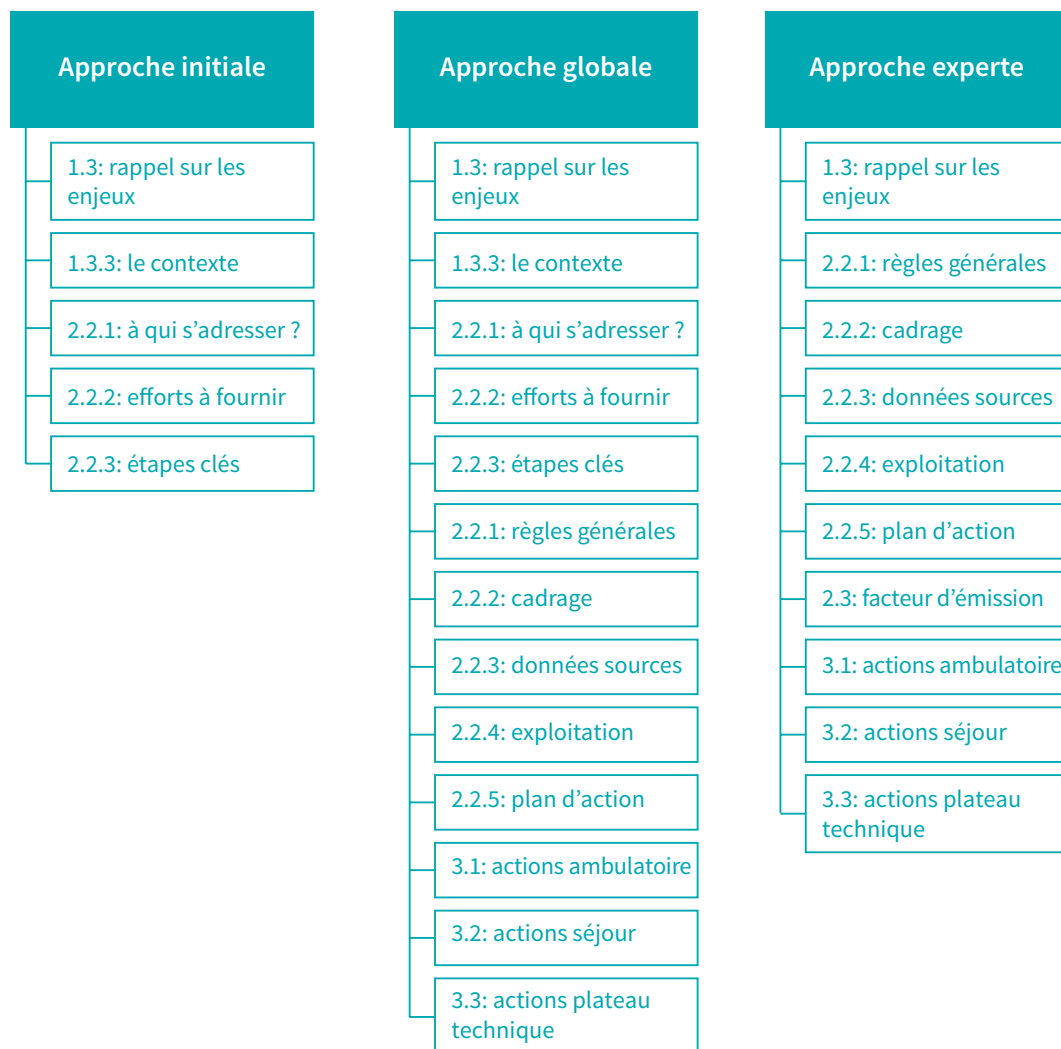 Approche initiale
1.3: rappel sur les
enjeux
1.3.3: le contexte
2.2.1: à qui s’adresser ?
2.2.2: efforts à fournir
2.2.3: étapes clés
Approche globale
1.3: rappel sur les
enjeux
1.3.3: le contexte
2.2.1: à qui s’adresser ?
2.2.2: efforts à fournir
2.2.3: étapes clés
2.2.1: règles générales
2.2.2: cadrage
2.2.3: données sources
2.2.4: exploitation
2.2.5: plan d’action
3.1: actions ambulatoire
3.2: actions séjour
3.3: actions plateau
technique
Approche experte
1.3: rappel sur les
enjeux
2.2.1: règles générales
2.2.2: cadrage
2.2.3: données sources
2.2.4: exploitation
2.2.5: plan d’action
2.3: facteur d’émission
3.1: actions ambulatoire
3.2: actions séjour
3.3: actions plateau
technique